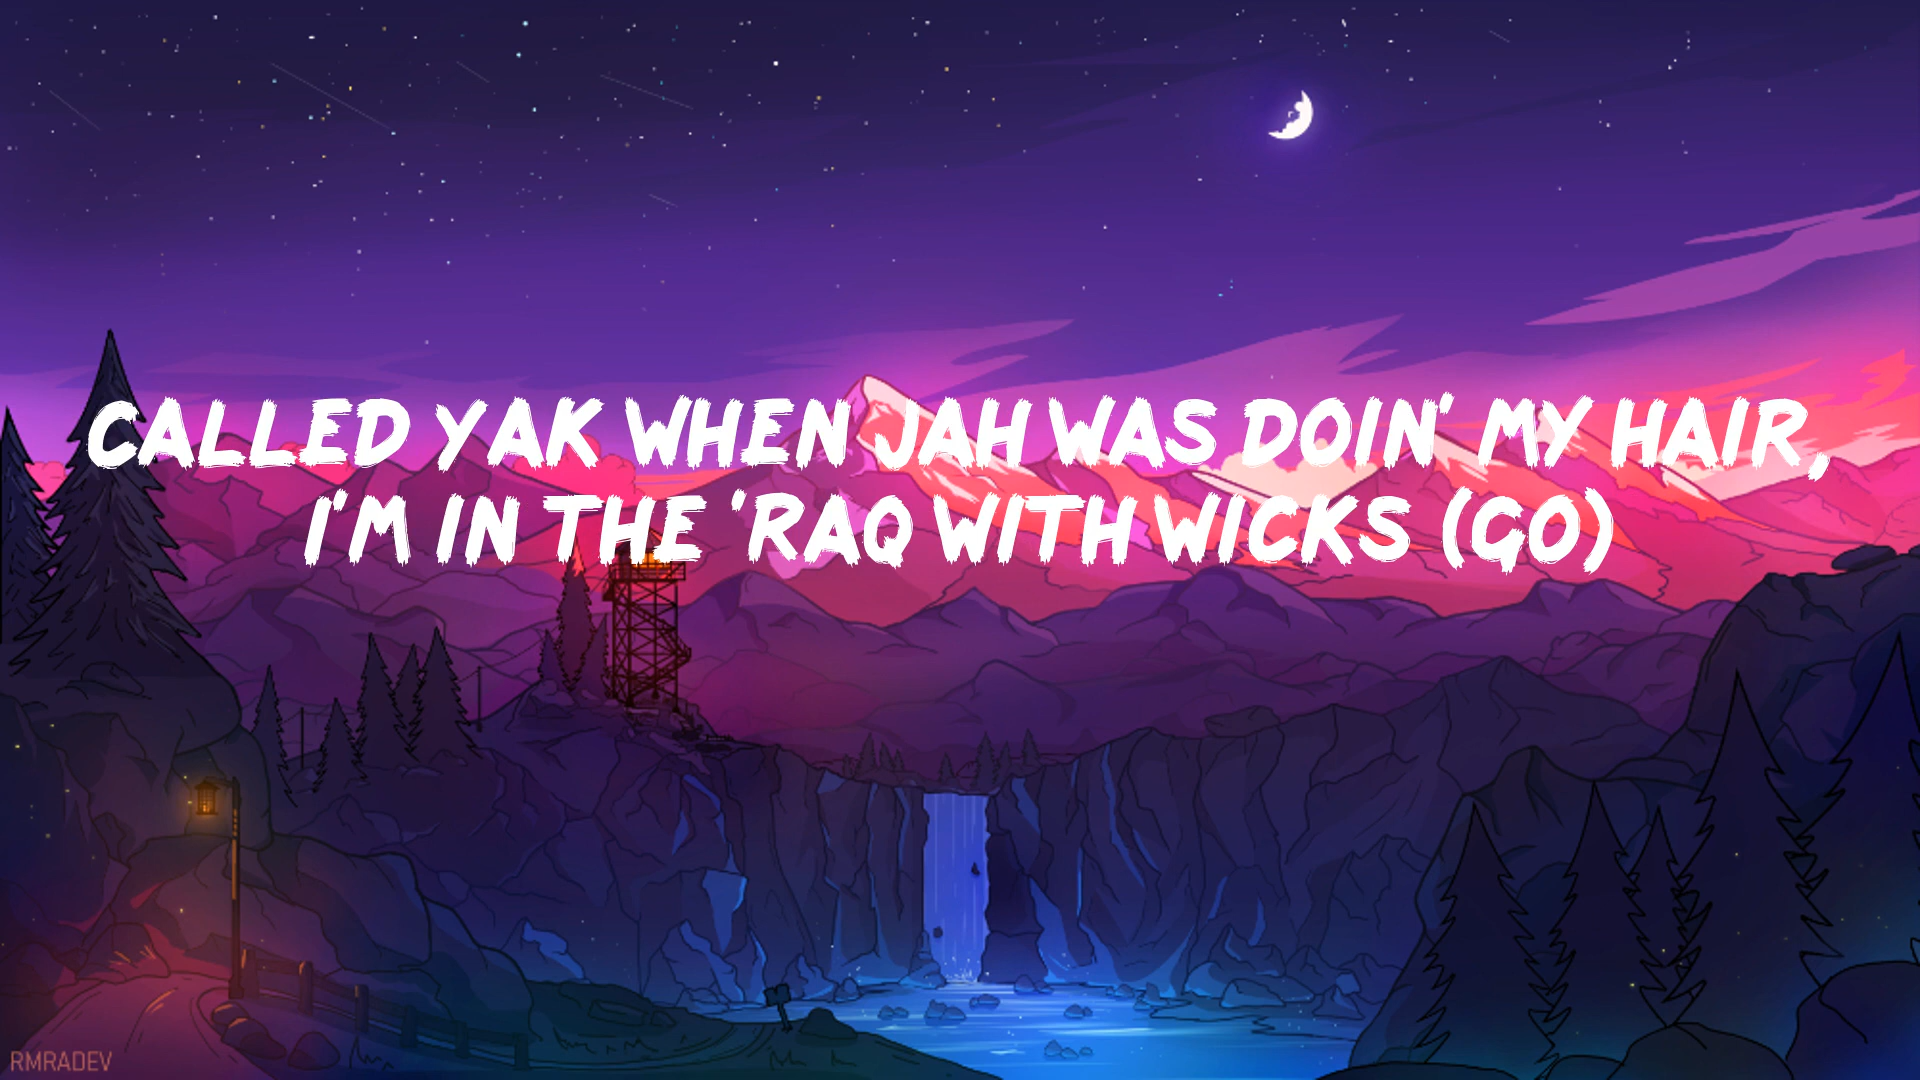 CALLED YAK WHEN JAH WAS DOIN' MY HAIR,
I'M IN THE 'RAQ WITH WICKS (GO)
RMRADEV